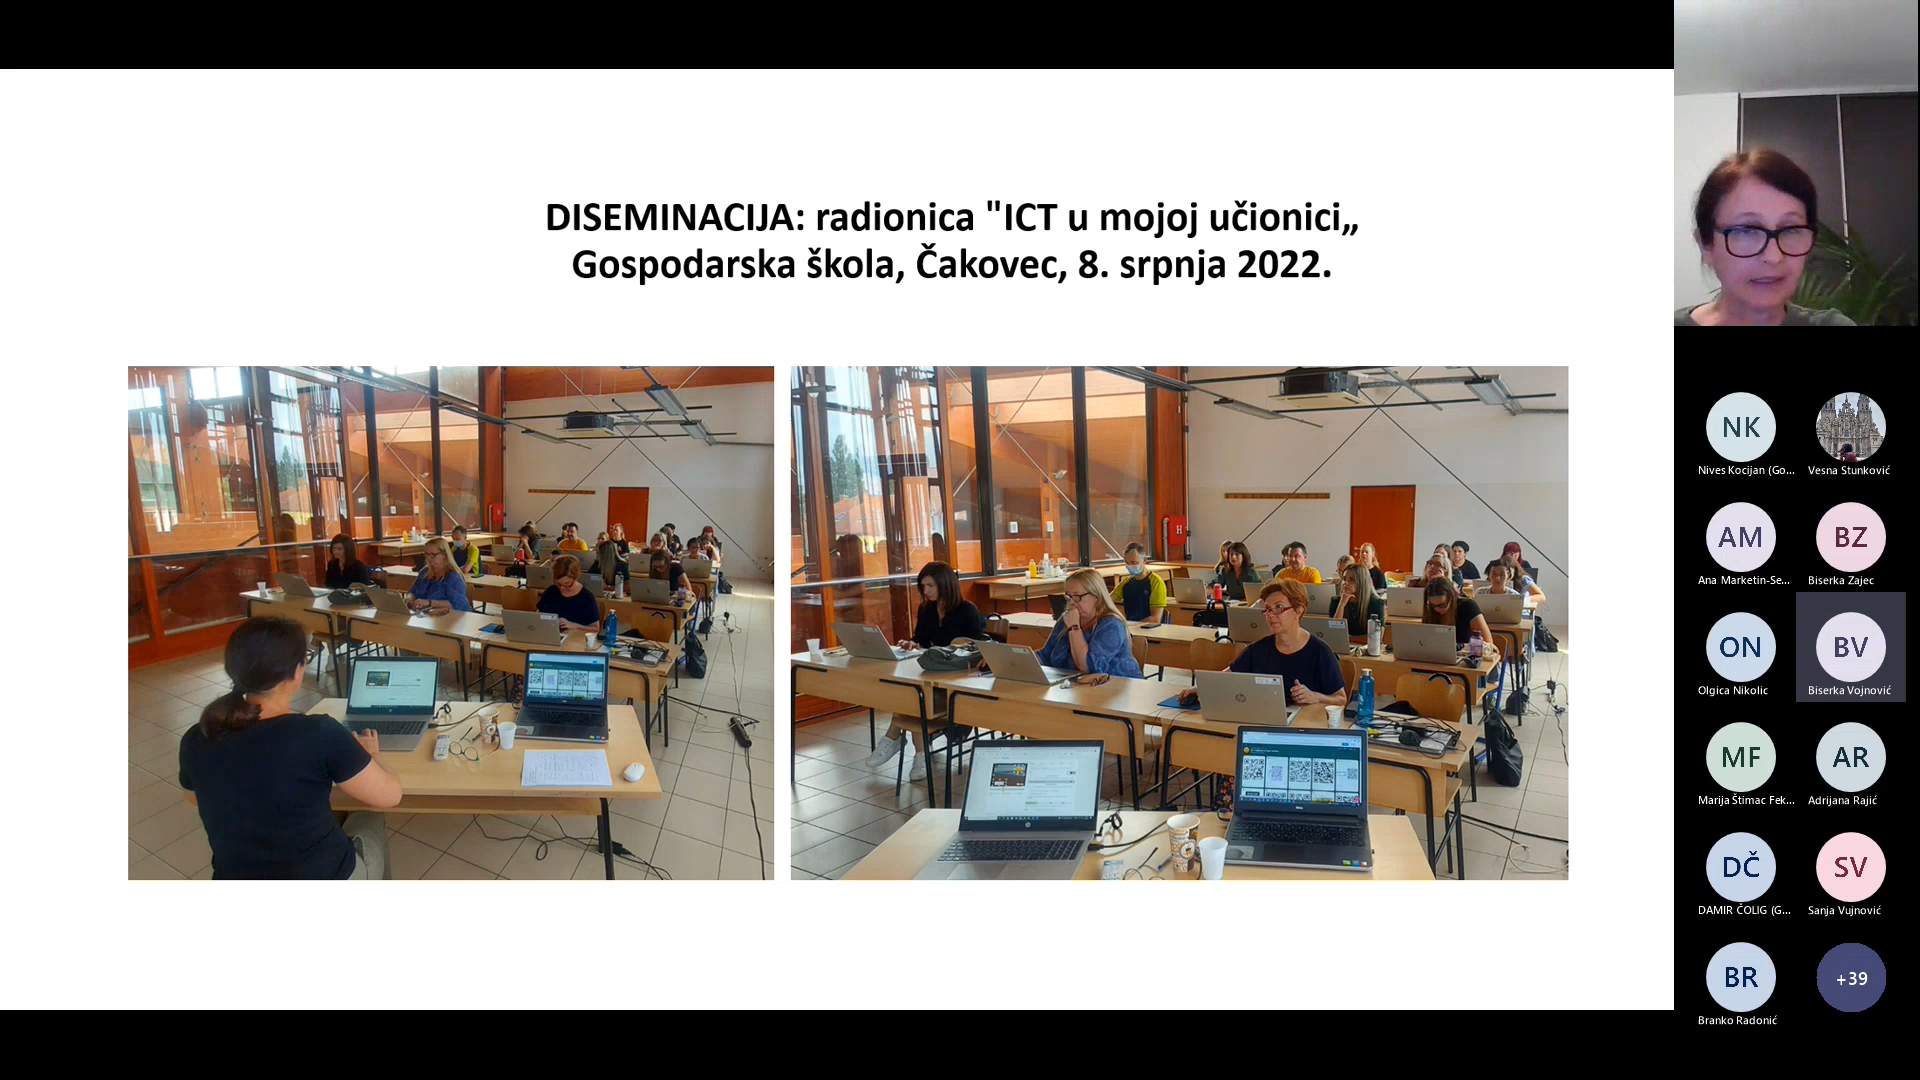 DISEMINACIJA: radionica "ICT u mojoj učionici„
Gospodarska škola, Čakovec, 8. srpnja 2022.
H
NK
Nives Kocijan (Go...
Vesna Stunković
AM
Ana Marketin-Se...
BZ
Biserka Zajec
ON
Olgica Nikolic
BV
Biserka Vojnović
MF
Marija Štimac Fek...
AR
Adrijana Rajić
DČ
DAMIR ČOLIG (G...
SV
Sanja Vujnović
BR
Branko Radonić
+39